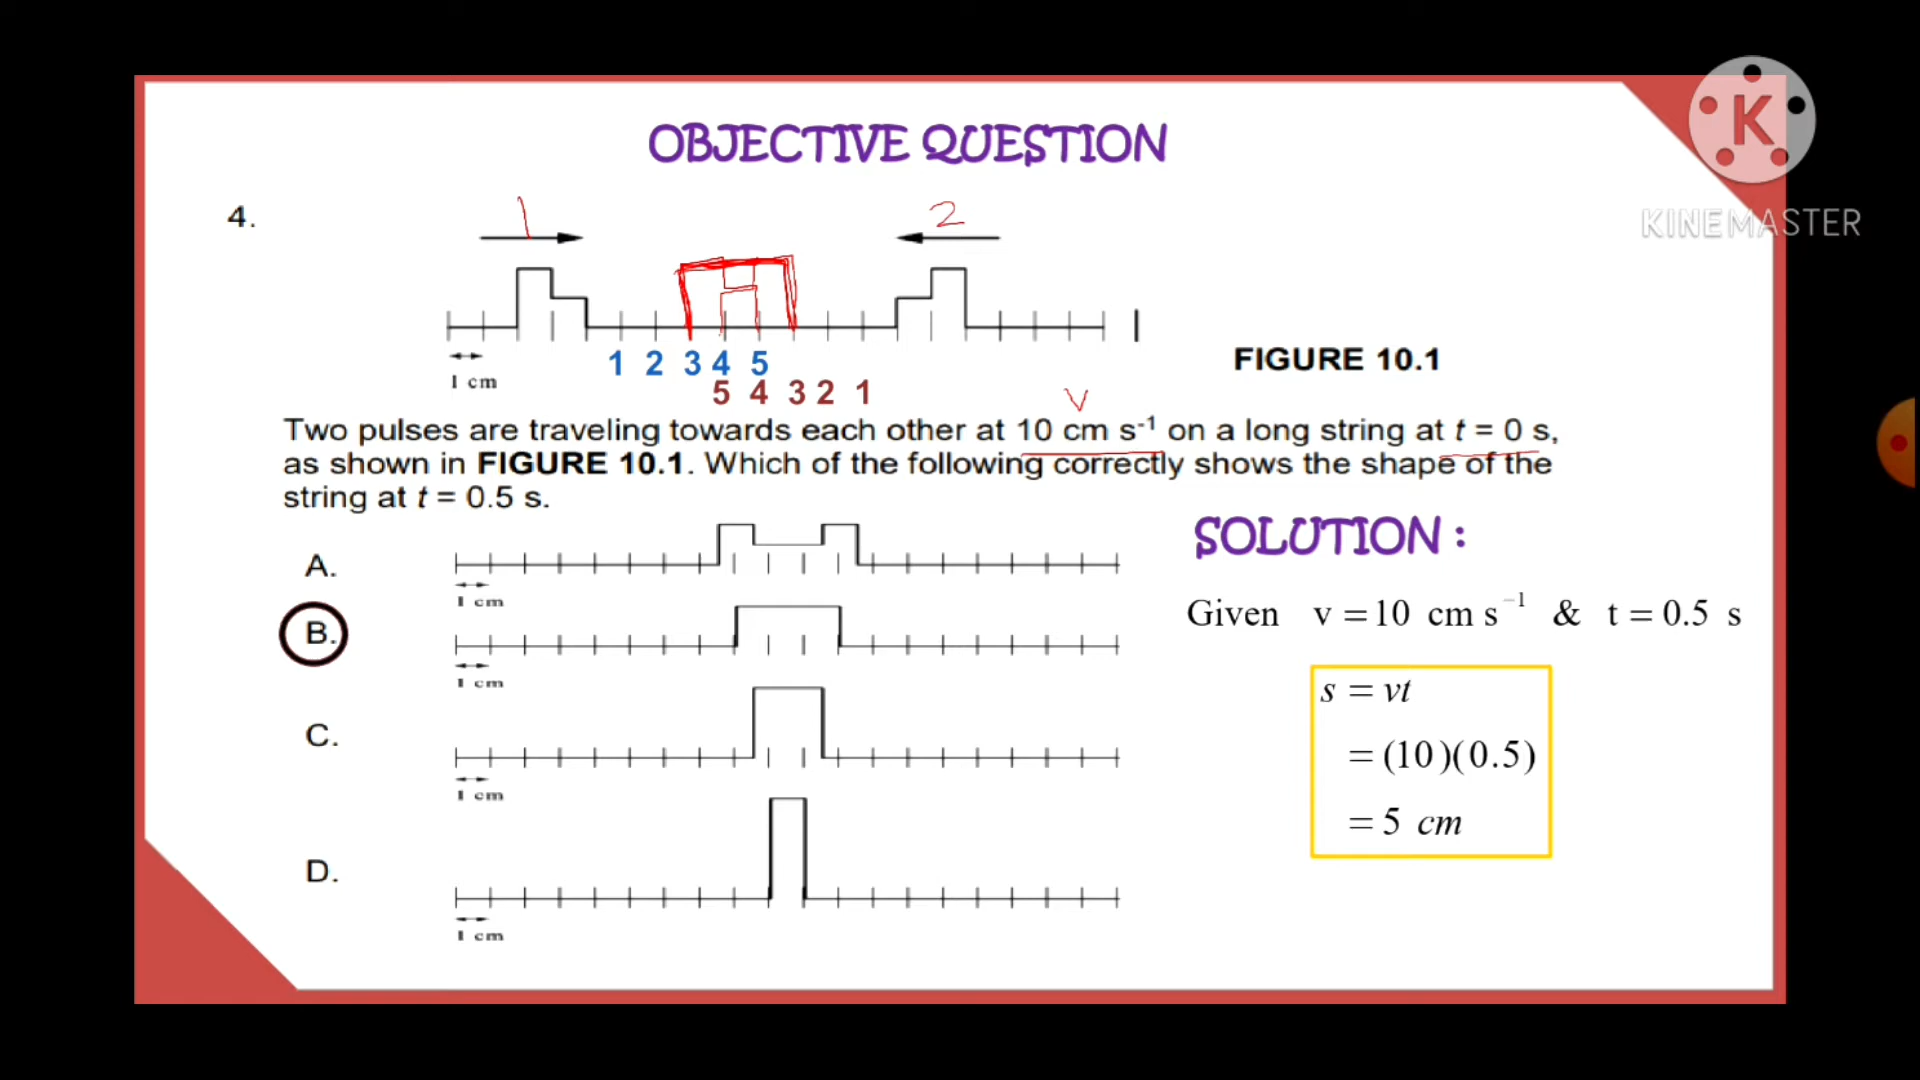 OBJECTIVE QUESTION
K
KINEMASTER
4.
1
2
1 cm
1 2 3 4 5
5 4 3 2 1
FIGURE 10.1
v
Two pulses are traveling towards each other at 10 cm s⁻¹ on a long string at t = 0 s,
as shown in FIGURE 10.1. Which of the following correctly shows the shape of the
string at t = 0.5 s.
A.
1 cm
B.
1 cm
C.
1 cm
D.
1 cm
SOLUTION :
Given v = 10 cm s⁻¹ & t = 0.5 s
s = vt
= (10)(0.5)
= 5 cm